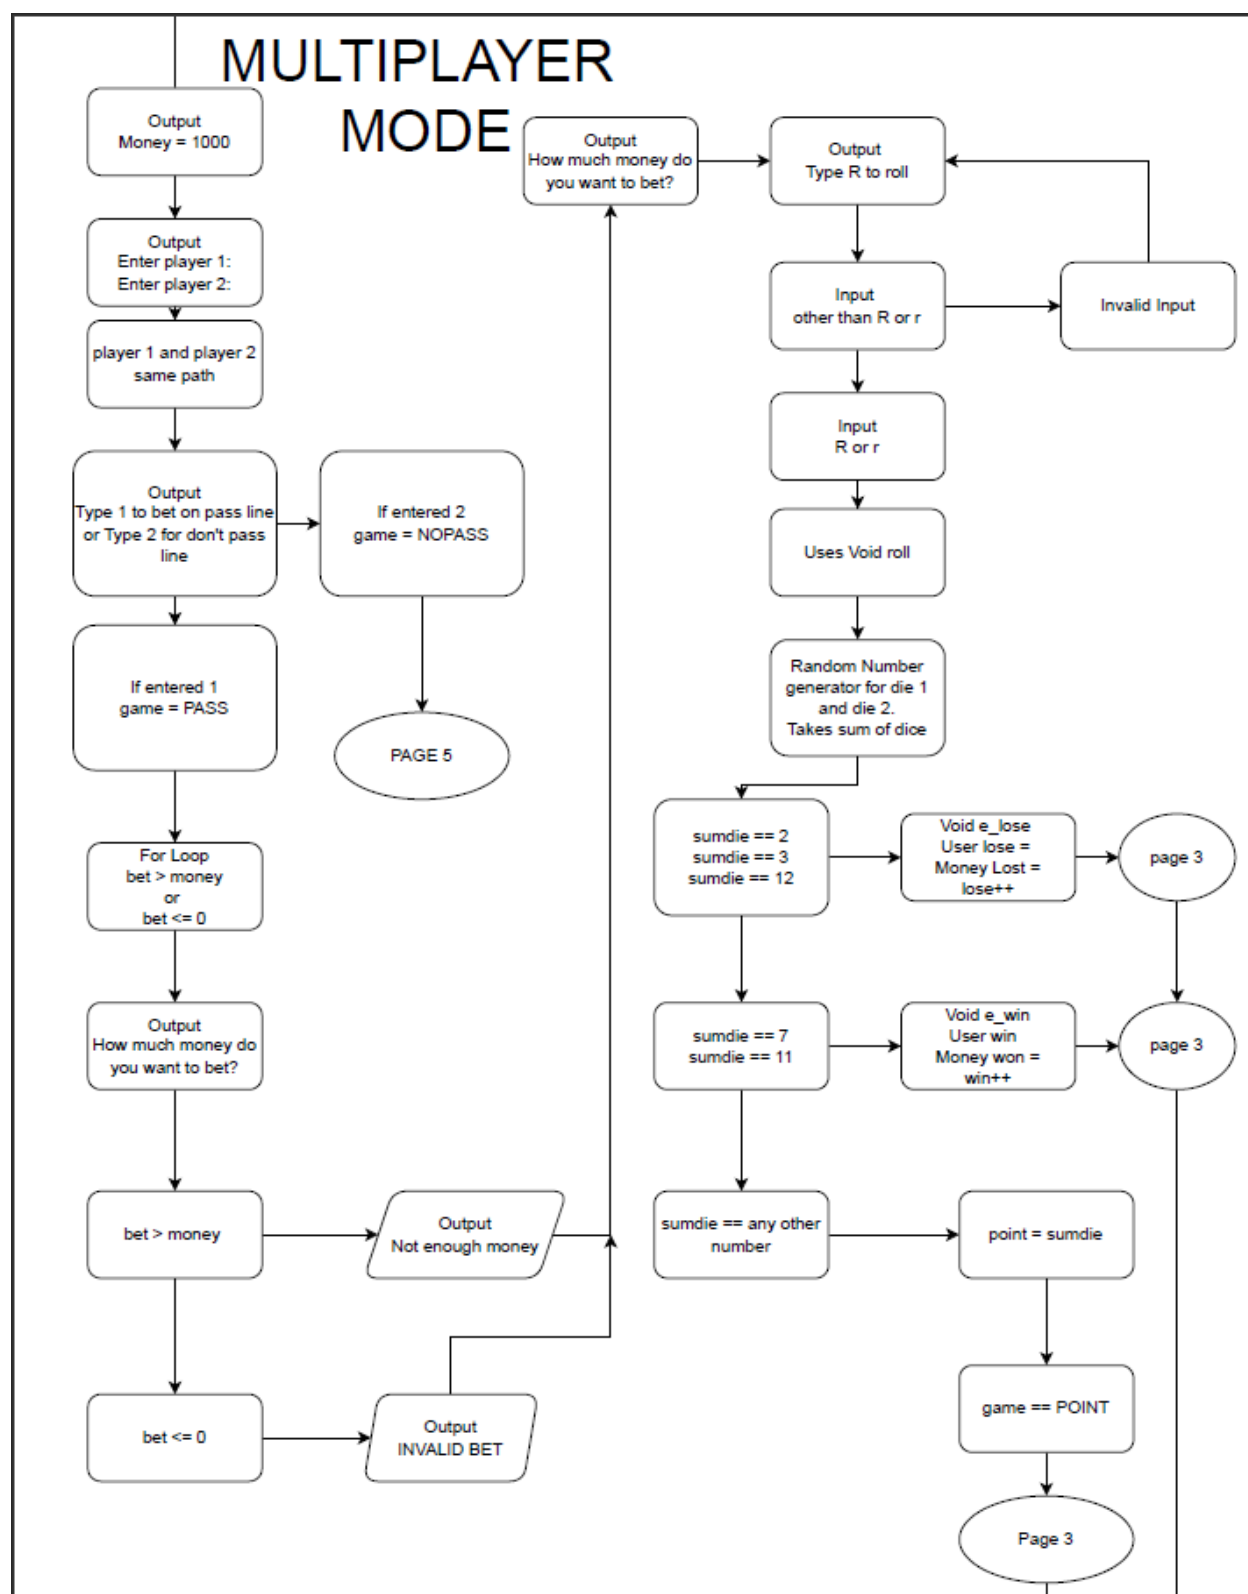 MULTIPLAYER
MODE
Output
Money = 1000
Output
Enter player 1:
Enter player 2:
player 1 and player 2
same path
Output
Type 1 to bet on pass line
or Type 2 for don't pass
line
If entered 2
game = NOPASS
PAGE 5
If entered 1
game = PASS
For Loop
bet > money
or
bet <= 0
Output
How much money do
you want to bet?
bet > money
Output
Not enough money
bet <= 0
Output
INVALID BET
Output
How much money do
you want to bet?
Output
Type R to roll
Input
other than R or r
Invalid Input
Input
R or r
Uses Void roll
Random Number
generator for die 1
and die 2.
Takes sum of dice
sumdie == 2
sumdie == 3
sumdie == 12
Void e_lose
User lose =
Money Lost =
lose++
page 3
sumdie == 7
sumdie == 11
Void e_win
User win
Money won =
win++
page 3
sumdie == any other
number
point = sumdie
game == POINT
Page 3